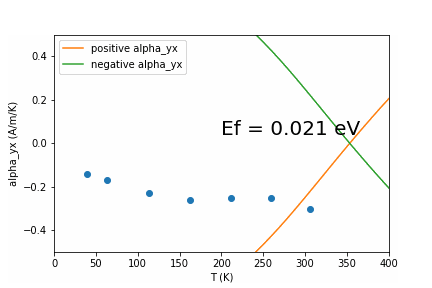 positive alpha_yx
negative alpha_yx
Ef = 0.021 eV
alpha_yx (A/m/K)
0.4
0.2
0.0
−0.2
−0.4
0 50 100 150 200 250 300 350 400
T (K)